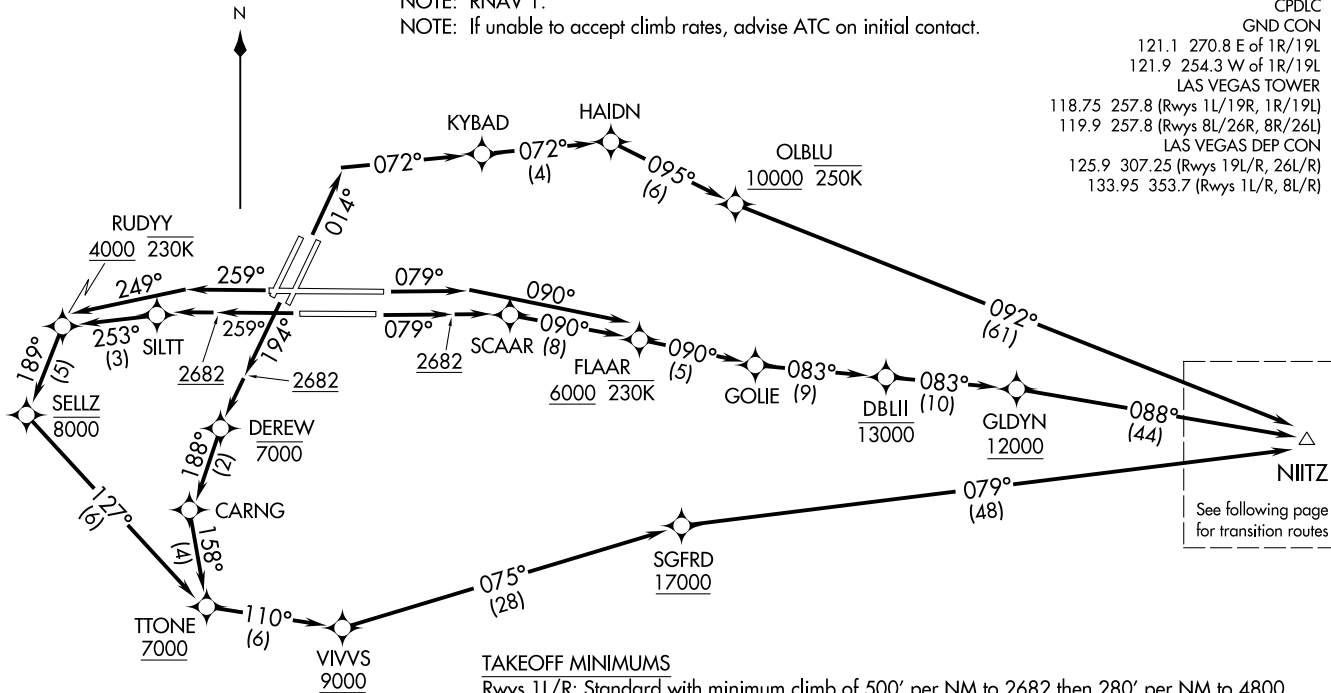 NOTE: RNAV 1.
NOTE: If unable to accept climb rates, advise ATC on initial contact.
CPDLC
GND CON
121.1 270.8 E of 1R/19L
121.9 254.3 W of 1R/19L
LAS VEGAS TOWER
118.75 257.8 (Rwys 1L/19R, 1R/19L)
119.9 257.8 (Rwys 8L/26R, 8R/26L)
LAS VEGAS DEP CON
125.9 307.25 (Rwys 19L/R, 26L/R)
133.95 353.7 (Rwys 1L/R, 8L/R)
N
KYBAD
HAIDN
072°
072°
(4)
095°
(6)
OLBLU
10000 250K
014°
RUDYY
4000 230K
249°
259°
079°
090°
092°
(61)
253°
(3)
SILTT
259°
194°
079°
SCAAR
090°
(8)
2682
2682
2682
FLAAR
6000 230K
090°
(5)
GOLIE
083°
(9)
DBLII
13000
083°
(10)
GLDYN
12000
088°
(44)
NIITZ
See following page
for transition routes
189°
(5)
SELLZ
8000
DEREW
7000
188°
(2)
CARNG
127°
(6)
158°
(4)
TTONE
7000
110°
(6)
VIVVS
9000
075°
(28)
SGFRD
17000
079°
(48)
TAKEOFF MINIMUMS
Rwys 1L/R: Standard with minimum climb of 500' per NM to 2682 then 280' per NM to 4800